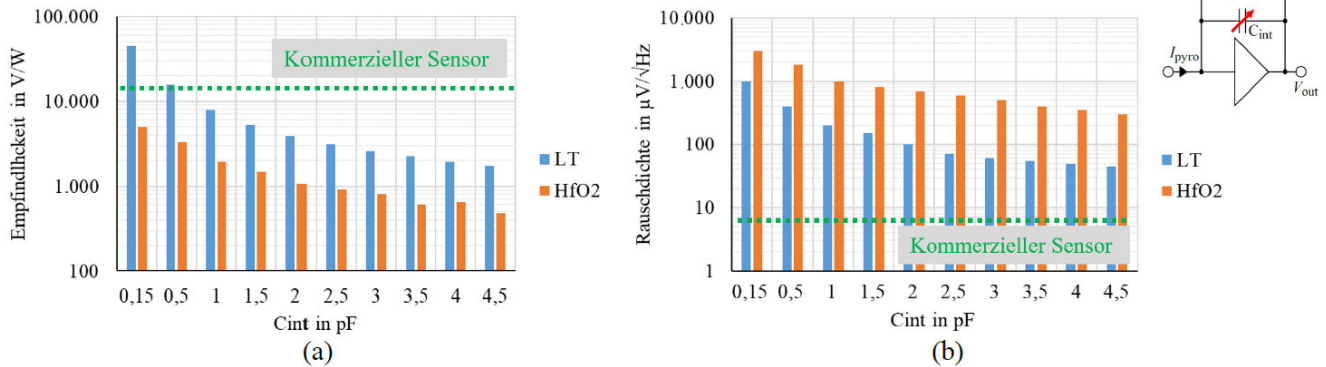 100.000
10.000
1.000
100
Empfindlhckeit in V/W
Kommerzieller Sensor
LT
HfO2
0,15 0,5 1 1,5 2 2,5 3 3,5 4 4,5
Cint in pF
(a)
10.000
1.000
100
10
1
Rauschdichte in µV/√Hz
Kommerzieller Sensor
LT
HfO2
0,15 0,5 1 1,5 2 2,5 3 3,5 4 4,5
Cint in pF
(b)
Cint
Ipyro
Vout